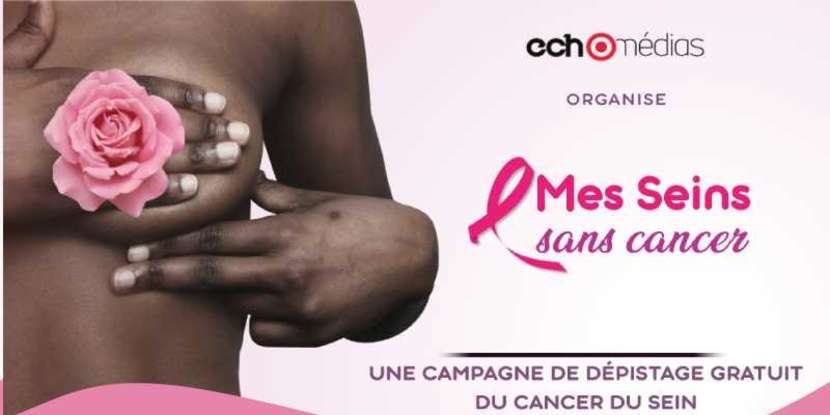 echomédias
ORGANISE
Mes Seins
sans cancer
UNE CAMPAGNE DE DÉPISTAGE GRATUIT
DU CANCER DU SEIN